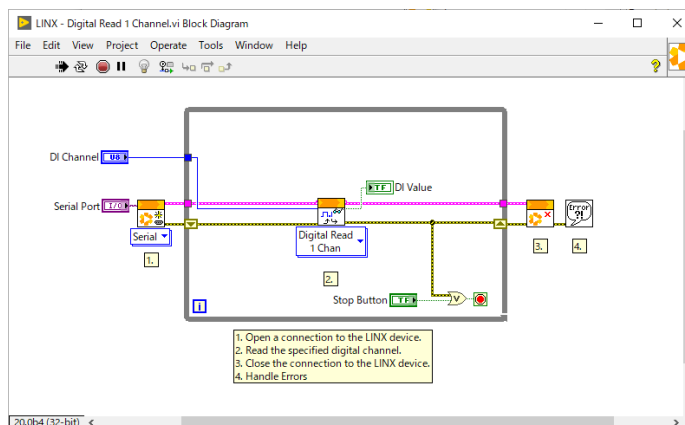 LINX - Digital Read 1 Channel.vi Block Diagram
File Edit View Project Operate Tools Window Help
DI Channel
U8
TF
DI Value
Serial Port
I/O
Error
?!
Serial
Digital Read
1 Chan
1.
3.
4.
2.
Stop Button
TF
V
i
1. Open a connection to the LINX device.
2. Read the specified digital channel.
3. Close the connection to the LINX device.
4. Handle Errors
20.0b4 (32-bit)